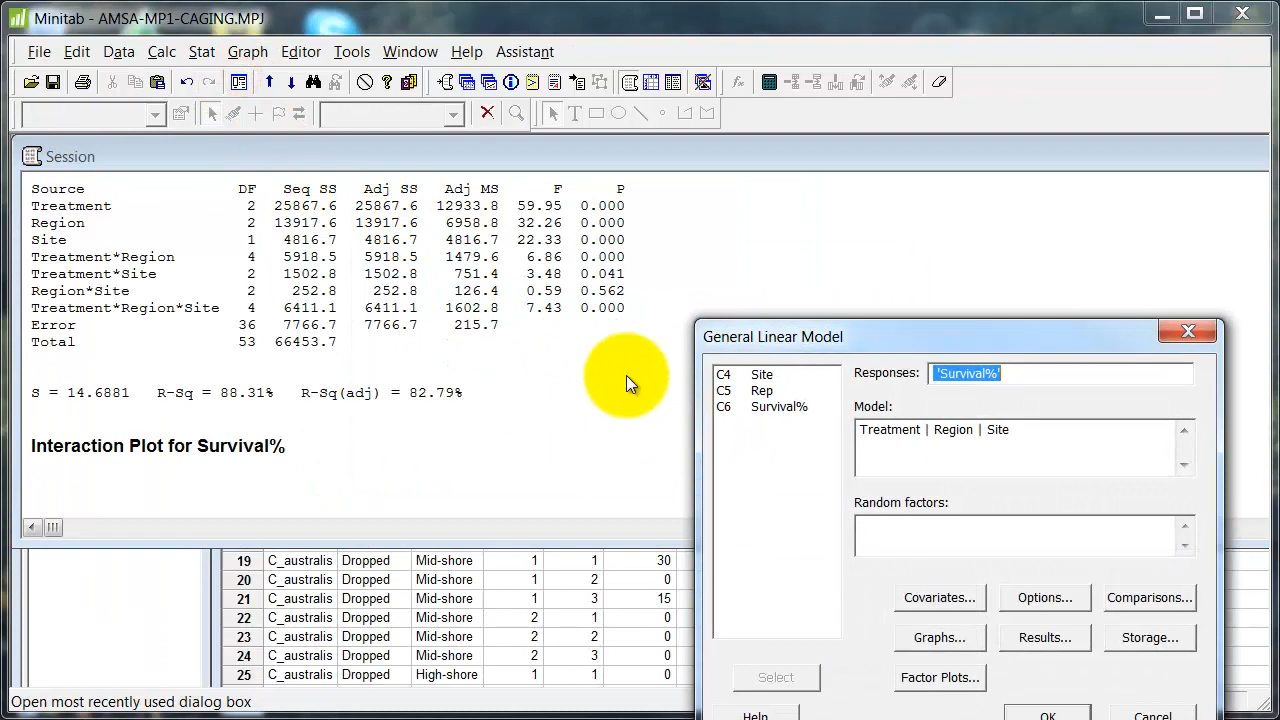 Minitab - AMSA-MP1-CAGING.MPJ
File Edit Data Calc Stat Graph Editor Tools Window Help Assistant
Session
Source DF Seq SS Adj SS Adj MS F P
Treatment 2 25867.6 25867.6 12933.8 59.95 0.000
Region 2 13917.6 13917.6 6958.8 32.26 0.000
Site 1 4816.7 4816.7 4816.7 22.33 0.000
Treatment*Region 4 5918.5 5918.5 1479.6 6.86 0.000
Treatment*Site 2 1502.8 1502.8 751.4 3.48 0.041
Region*Site 2 252.8 252.8 126.4 0.59 0.562
Treatment*Region*Site 4 6411.1 6411.1 1602.8 7.43 0.000
Error 36 7766.7 7766.7 215.7
Total 53 66453.7
S = 14.6881 R-Sq = 88.31% R-Sq(adj) = 82.79%
Interaction Plot for Survival%
General Linear Model
C4 Site
C5 Rep
C6 Survival%
Responses: 'Survival%'
Model:
Treatment | Region | Site
Random factors:
Covariates... Options... Comparisons...
Graphs... Results... Storage...
Select Factor Plots...
Help OK Cancel
19 C_australis Dropped Mid-shore 1 1 30
20 C_australis Dropped Mid-shore 1 2 0
21 C_australis Dropped Mid-shore 1 3 15
22 C_australis Dropped Mid-shore 2 1 0
23 C_australis Dropped Mid-shore 2 2 0
24 C_australis Dropped Mid-shore 2 3 0
25 C_australis Dropped High-shore 1 1 0
Open most recently used dialog box